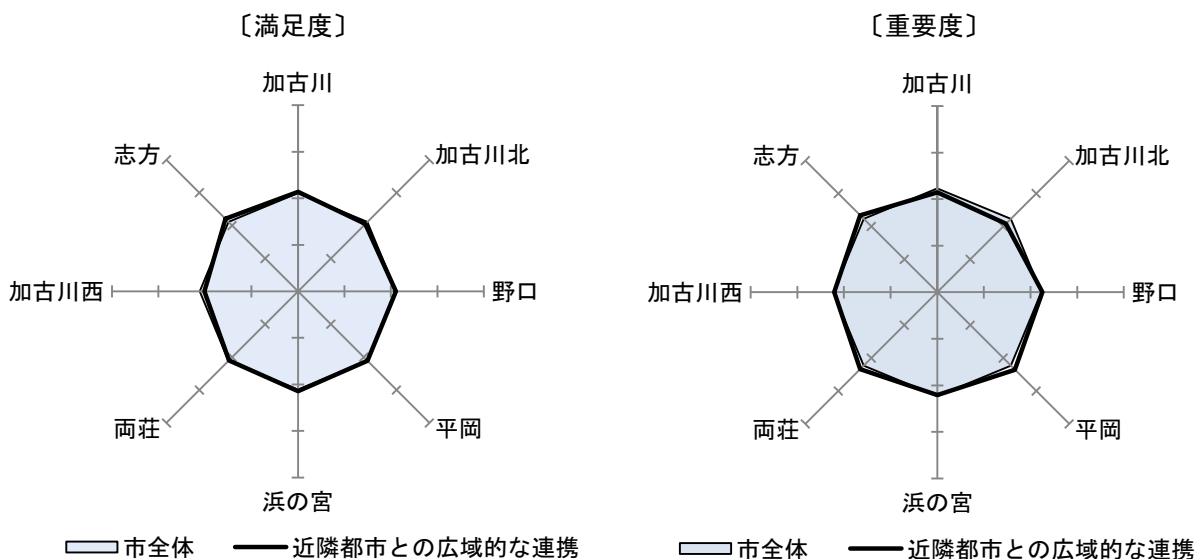 〔満足度〕
加古川
加古川北
野口
平岡
浜の宮
両荘
加古川西
志方
市全体
近隣都市との広域的な連携
〔重要度〕
加古川
加古川北
野口
平岡
浜の宮
両荘
加古川西
志方
市全体
近隣都市との広域的な連携